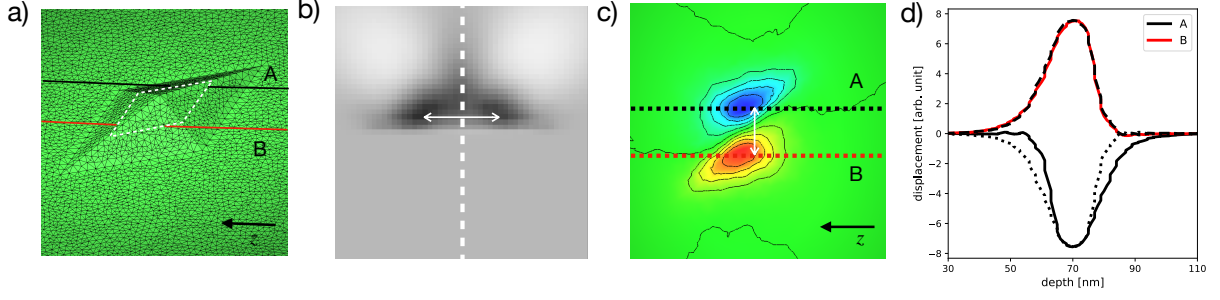 a)
A
B
z
b)
c)
A
B
z
d)
A
B
8
6
4
2
0
−2
−4
−6
−8
displacement [arb. unit]
30
50
70
90
110
depth [nm]